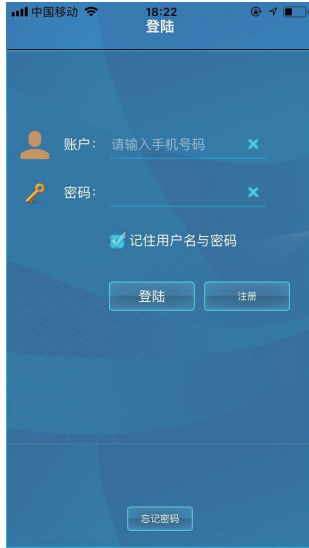 中国移动 18:22
登陆
账户： 请输入手机号码
密码：
记住用户名与密码
登陆 注册
忘记密码